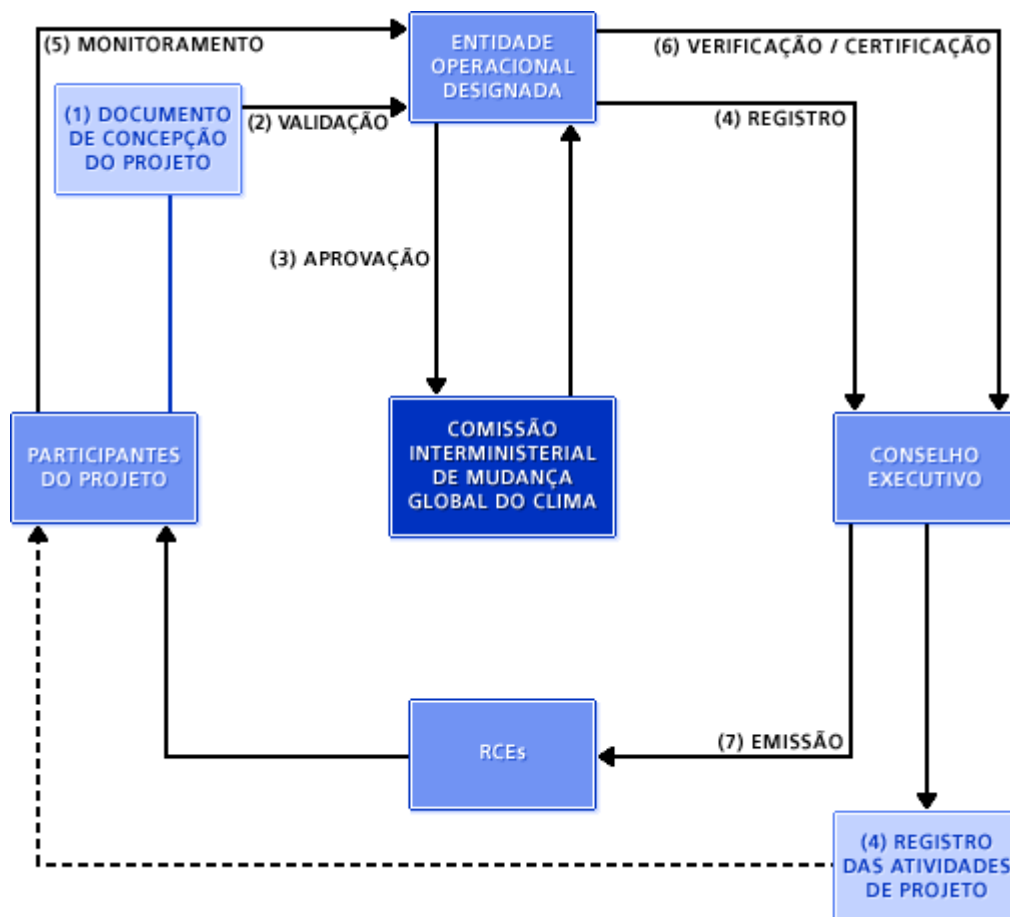 (5) MONITORAMENTO
ENTIDADE
OPERACIONAL
DESIGNADA
(6) VERIFICAÇÃO / CERTIFICAÇÃO
(1) DOCUMENTO
DE CONCEPÇÃO
DO PROJETO
(2) VALIDAÇÃO
(4) REGISTRO
(3) APROVAÇÃO
PARTICIPANTES
DO PROJETO
COMISSÃO
INTERMINISTERIAL
DE MUDANÇA
GLOBAL DO CLIMA
CONSELHO
EXECUTIVO
RCEs
(7) EMISSÃO
(4) REGISTRO
DAS ATIVIDADES
DE PROJETO